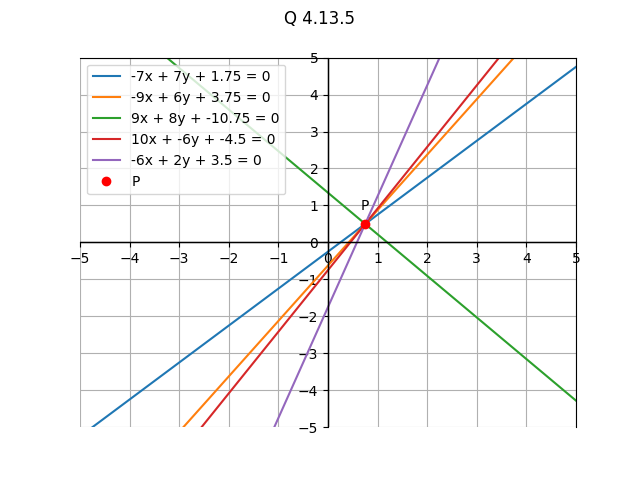 Q 4.13.5
-7x + 7y + 1.75 = 0
-9x + 6y + 3.75 = 0
9x + 8y + -10.75 = 0
10x + -6y + -4.5 = 0
-6x + 2y + 3.5 = 0
P
5
4
3
2
1
P
0
−5 −4 −3 −2 −1 0 1 2 3 4 5
−1
−2
−3
−4
−5